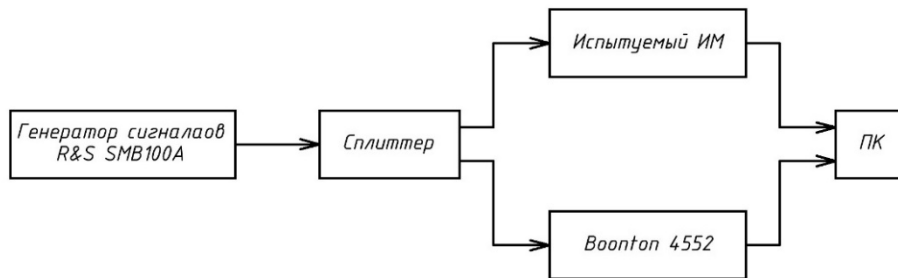 Испытуемый ИМ
Генератор сигналаов
R&S SMB100A
Сплиттер
ПК
Boonton 4552